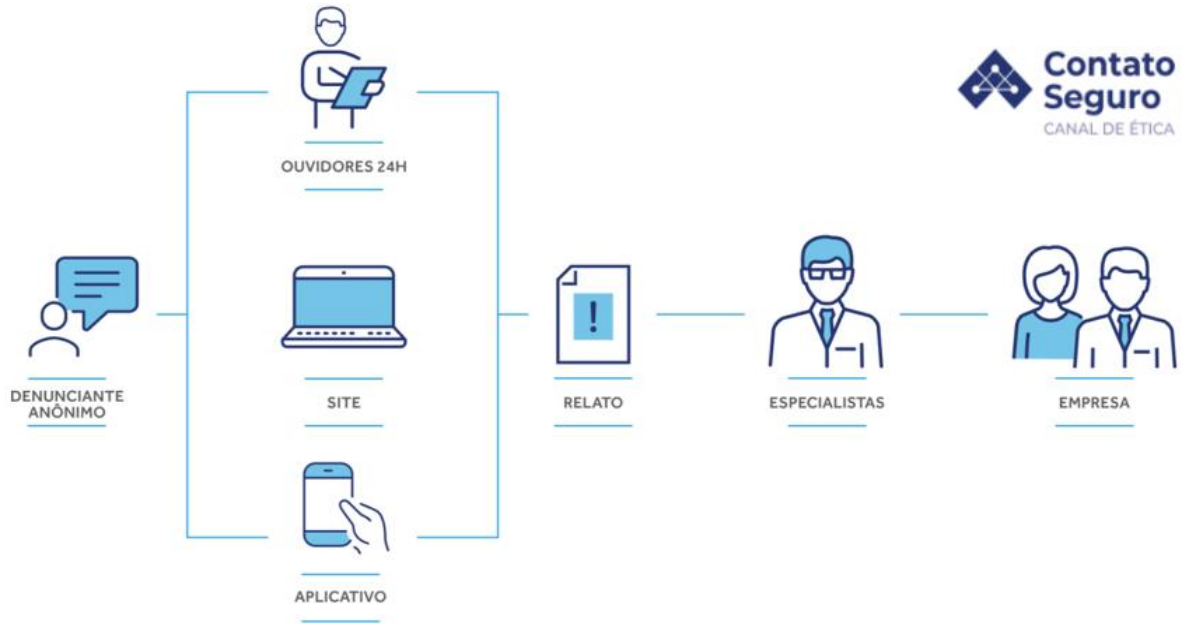 Contato
Seguro
CANAL DE ÉTICA
OUVIDORES 24H
DENUNCIANTE
ANÔNIMO
SITE
RELATO
!
ESPECIALISTAS
EMPRESA
APLICATIVO